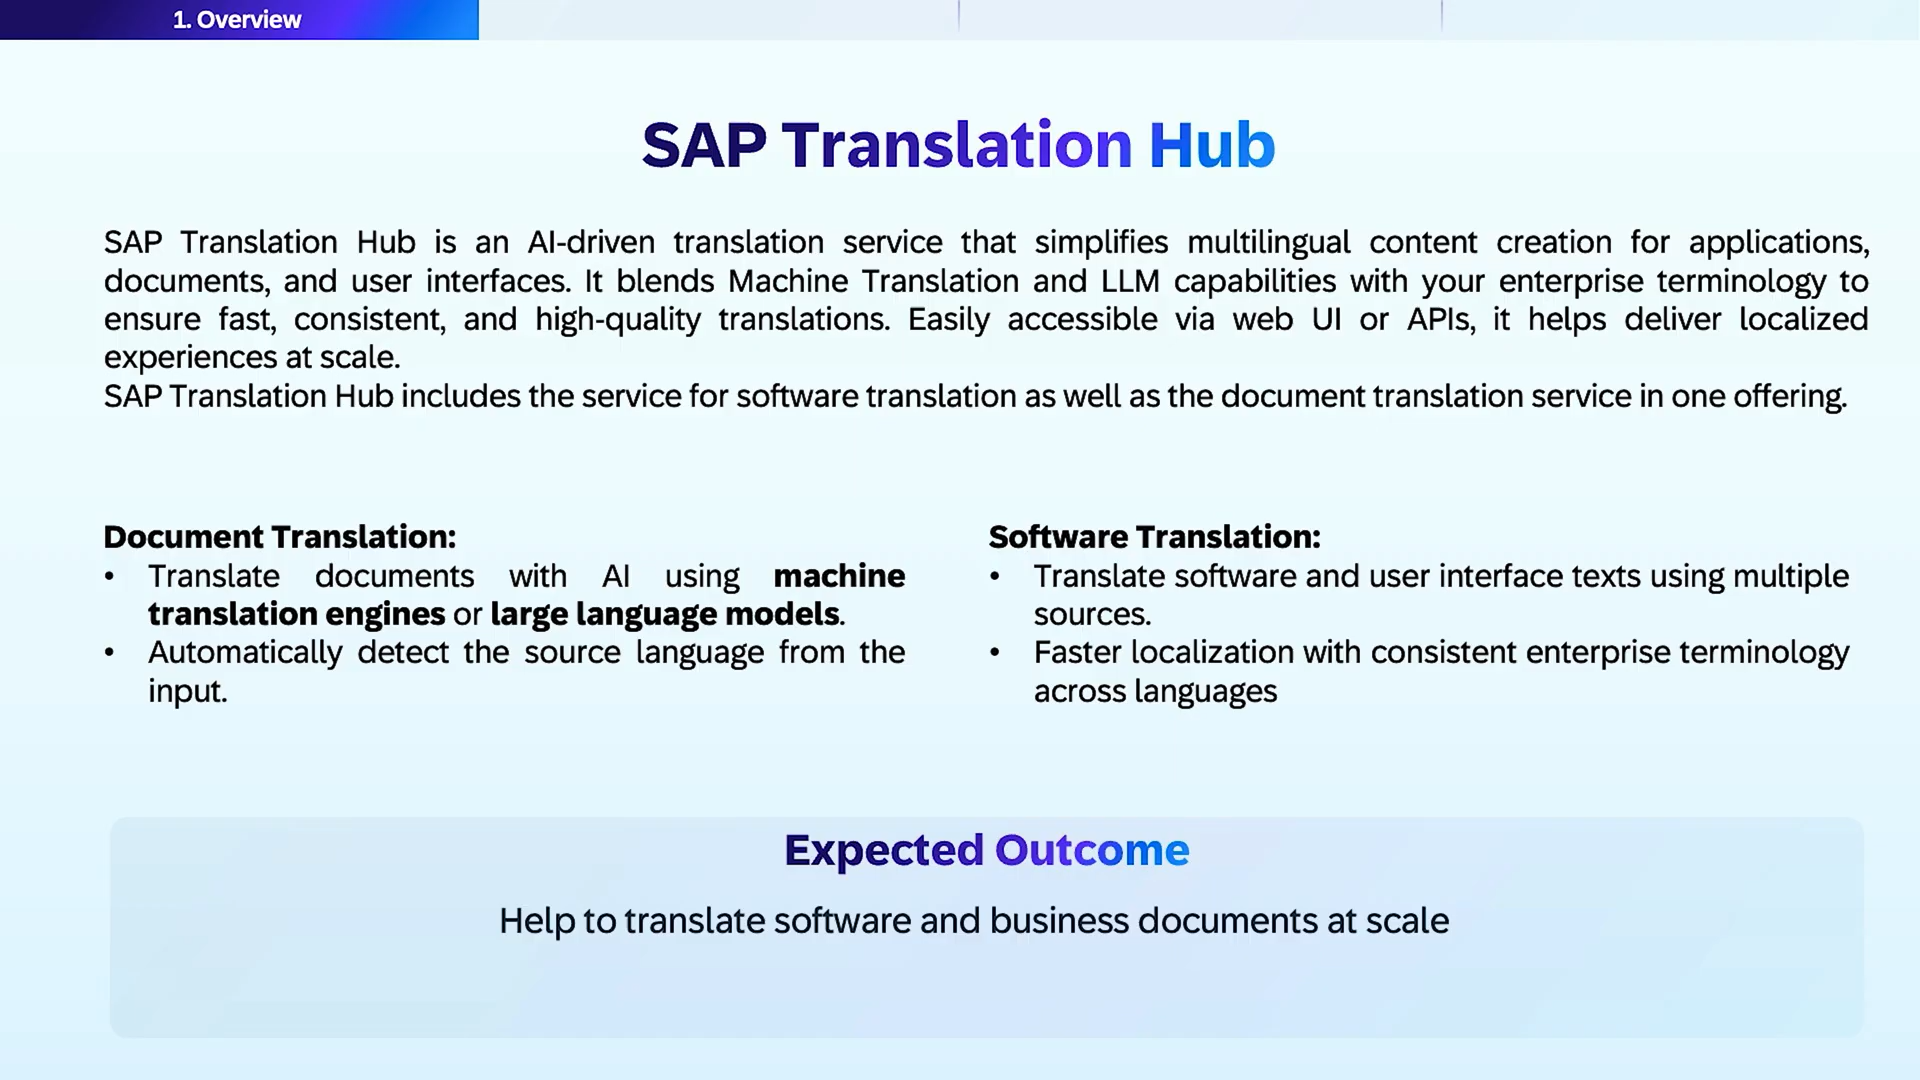 1. Overview
SAP Translation Hub
SAP Translation Hub is an AI-driven translation service that simplifies multilingual content creation for applications,
documents, and user interfaces. It blends Machine Translation and LLM capabilities with your enterprise terminology to
ensure fast, consistent, and high-quality translations. Easily accessible via web UI or APIs, it helps deliver localized
experiences at scale.
SAP Translation Hub includes the service for software translation as well as the document translation service in one offering.
Document Translation:
• Translate documents with AI using machine
translation engines or large language models.
• Automatically detect the source language from the
input.
Software Translation:
• Translate software and user interface texts using multiple
sources.
• Faster localization with consistent enterprise terminology
across languages
Expected Outcome
Help to translate software and business documents at scale